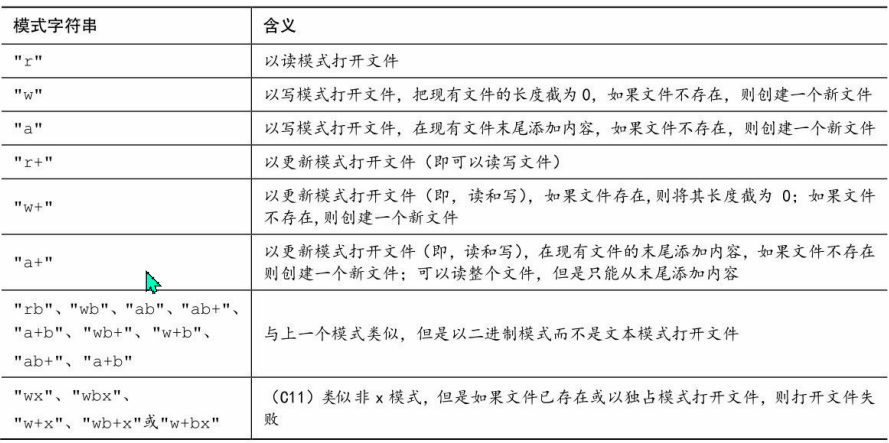 模式字符串 含义
"r" 以读模式打开文件
"w" 以写模式打开文件，把现有文件的长度截为 0，如果文件不存在，则创建一个新文件
"a" 以写模式打开文件，在现有文件末尾添加内容，如果文件不存在，则创建一个新文件
"r+" 以更新模式打开文件（即可以读写文件）
"w+" 以更新模式打开文件（即，读和写），如果文件存在,则将其长度截为 0；如果文件
不存在,则创建一个新文件
"a+" 以更新模式打开文件（即，读和写），在现有文件的末尾添加内容，如果文件不存在
则创建一个新文件；可以读整个文件，但是只能从末尾添加内容
"rb"、"wb"、"ab"、"ab+"、
"a+b"、"wb+"、"w+b"、
"ab+"、"a+b"
与上一个模式类似，但是以二进制模式而不是文本模式打开文件
"wx"、"wbx"、
"w+x"、"wb+x"或"w+bx"
（C11）类似非 x 模式，但是如果文件已存在或以独占模式打开文件，则打开文件失
败